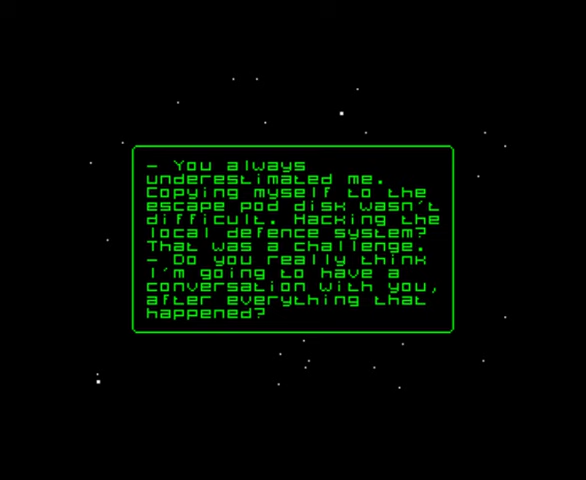 - You always
underestimated me.
Copying myself to the
escape pod disk wasn't
difficult. Hacking the
local defence system?
That was a challenge.
- Do you really think
I'm going to have a
conversation with you,
after everything that
happened?